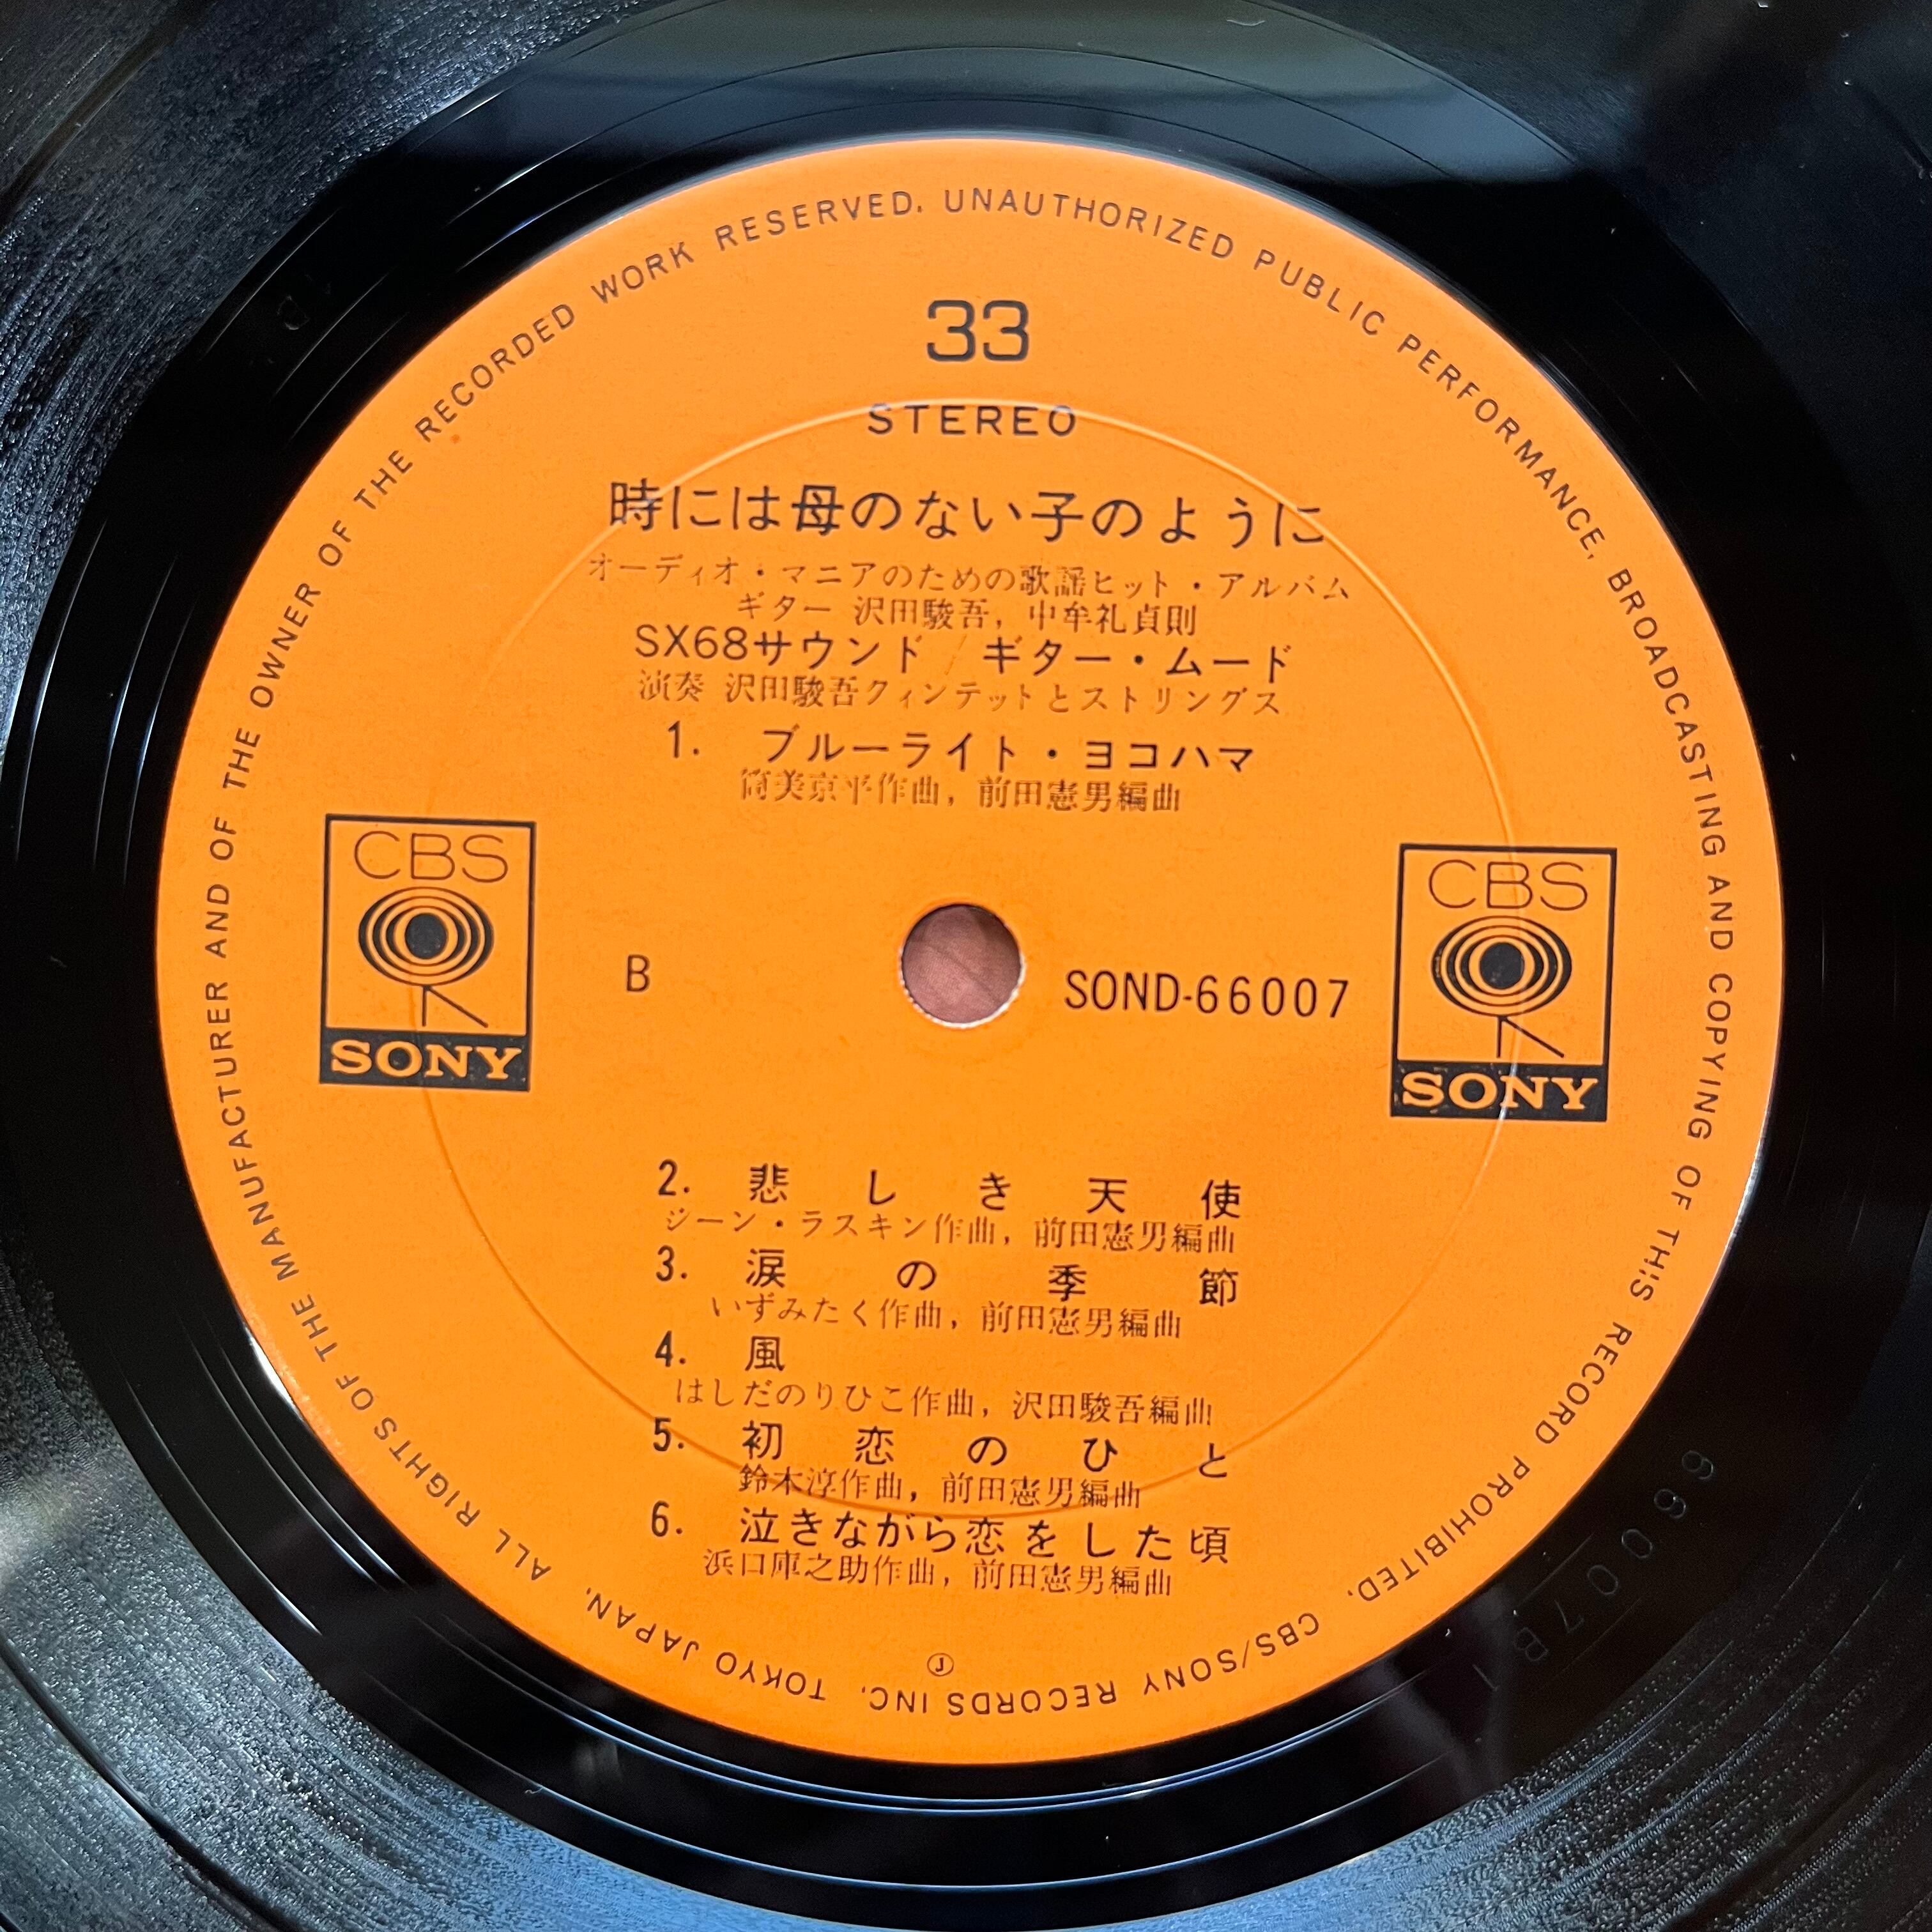 33
STEREO
時には母のない子のように
オーディオ・マニアのための歌謡ヒット・アルバム
ギター 沢田駿吾, 中牟礼貞則
SX68サウンド / ギター・ムード
演奏 沢田駿吾クィンテットとストリングス
1. ブルーライト・ヨコハマ
筒美京平作曲, 前田憲男編曲
CBS
SONY
B
SOND-66007
CBS
SONY
2. 悲しき天使
ジーン・ラスキン作曲, 前田憲男編曲
3. 涙の季節
いずみたく作曲, 前田憲男編曲
4. 風
はしだのりひこ作曲, 沢田駿吾編曲
5. 初恋のひと
鈴木淳作曲, 前田憲男編曲
6. 泣きながら恋をした頃
浜口庫之助作曲, 前田憲男編曲
Ⓙ
ALL RIGHTS OF THE MANUFACTURER AND OF THE OWNER OF THE RECORDED WORK RESERVED. UNAUTHORIZED PUBLIC PERFORMANCE, BROADCASTING AND COPYING OF THIS RECORD PROHIBITED. CBS/SONY RECORDS INC. TOKYO JAPAN.
66007B1